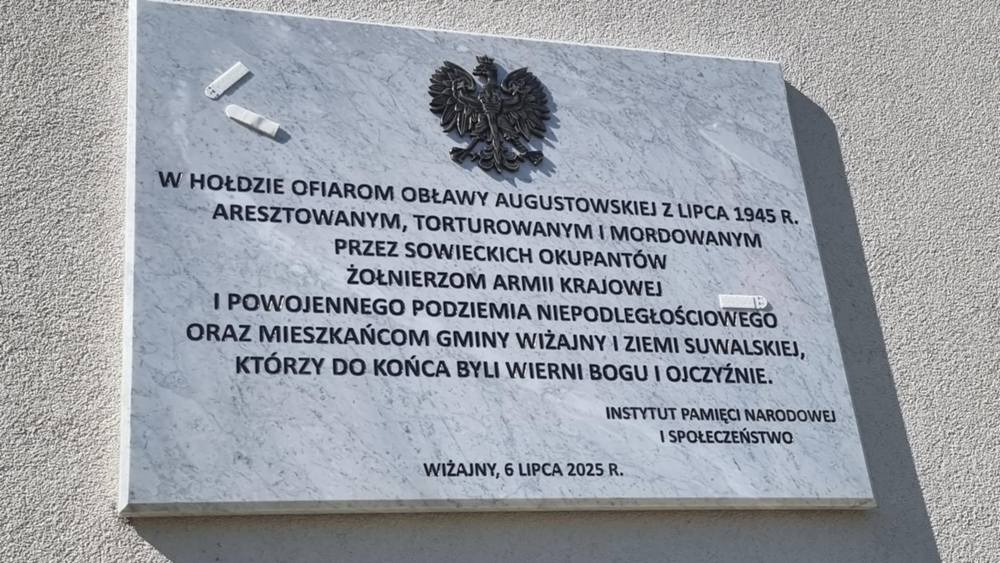 W HOŁDZIE OFIAROM OBŁAWY AUGUSTOWSKIEJ Z LIPCA 1945 R.
ARESZTOWANYM, TORTUROWANYM I MORDOWANYM
PRZEZ SOWIECKICH OKUPANTÓW
ŻOŁNIERZOM ARMII KRAJOWEJ
I POWOJENNEGO PODZIEMIA NIEPODLEGŁOŚCIOWEGO
ORAZ MIESZKAŃCOM GMINY WIŻAJNY I ZIEMI SUWALSKIEJ,
KTÓRZY DO KOŃCA BYLI WIERNI BOGU I OJCZYŹNIE.
INSTYTUT PAMIĘCI NARODOWEJ
I SPOŁECZEŃSTWO
WIŻAJNY, 6 LIPCA 2025 R.